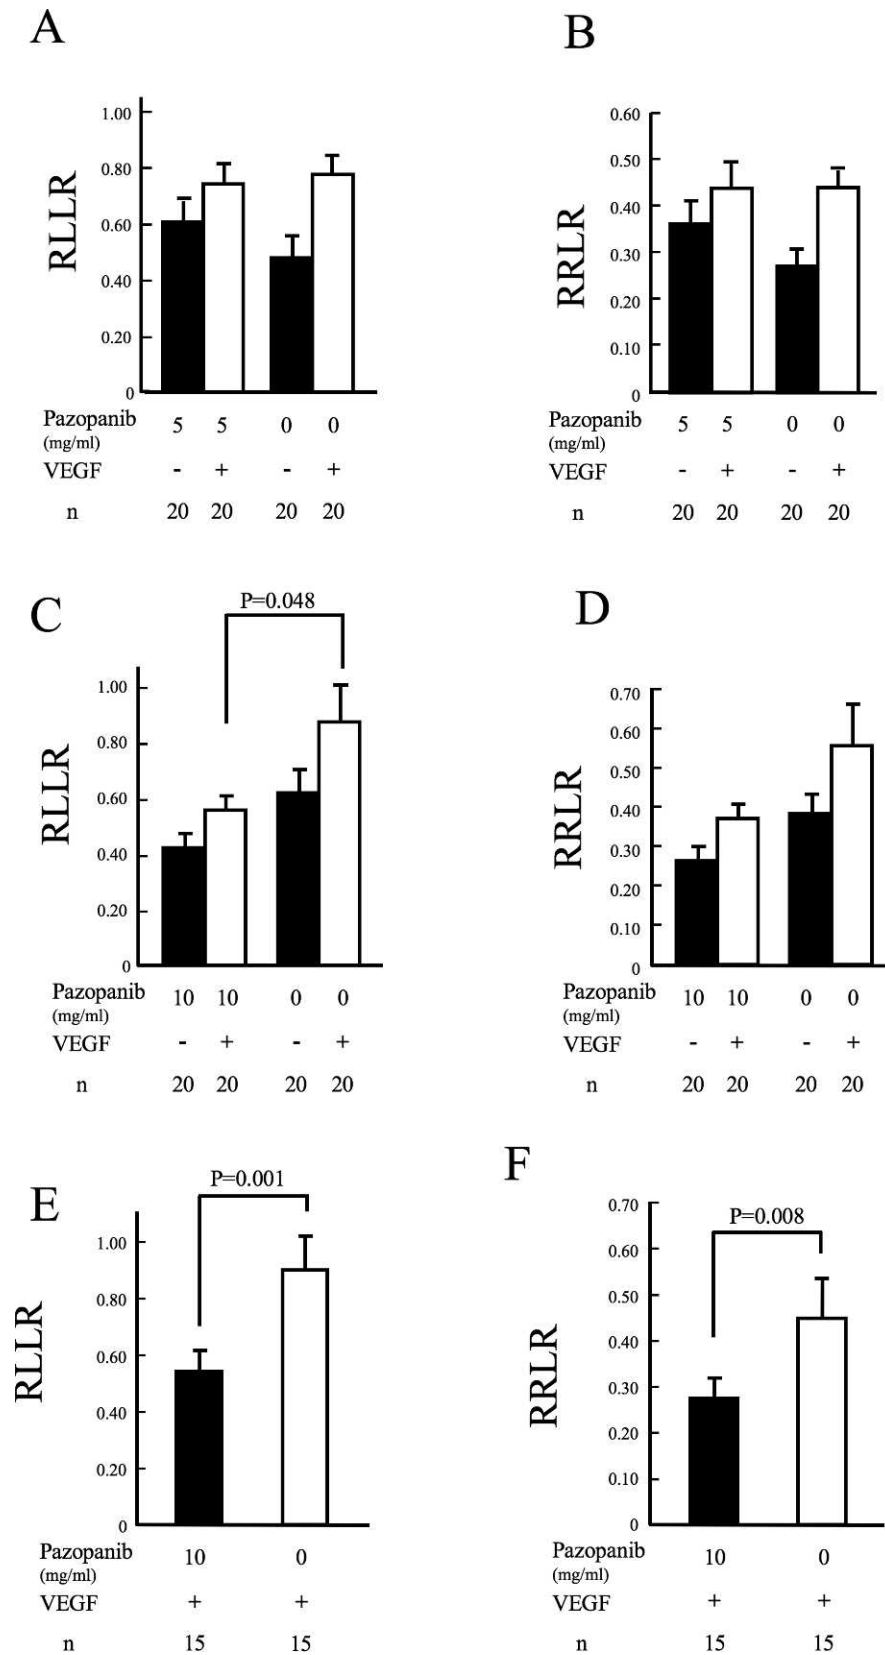 A
RLLR
1.00
0.80
0.60
0.40
0.20
0
Pazopanib 5 5 0 0
(mg/ml)
VEGF - + - +
n 20 20 20 20
B
RRLR
0.60
0.50
0.40
0.30
0.20
0.10
0
Pazopanib 5 5 0 0
(mg/ml)
VEGF - + - +
n 20 20 20 20
C
P=0.048
RLLR
1.00
0.80
0.60
0.40
0.20
0
Pazopanib 10 10 0 0
(mg/ml)
VEGF - + - +
n 20 20 20 20
D
RRLR
0.70
0.60
0.50
0.40
0.30
0.20
0.10
0
Pazopanib 10 10 0 0
(mg/ml)
VEGF - + - +
n 20 20 20 20
E
P=0.001
RLLR
1.00
0.80
0.60
0.40
0.20
0
Pazopanib 10 0
(mg/ml)
VEGF + +
n 15 15
F
P=0.008
RRLR
0.70
0.60
0.50
0.40
0.30
0.20
0.10
0
Pazopanib 10 0
(mg/ml)
VEGF + +
n 15 15